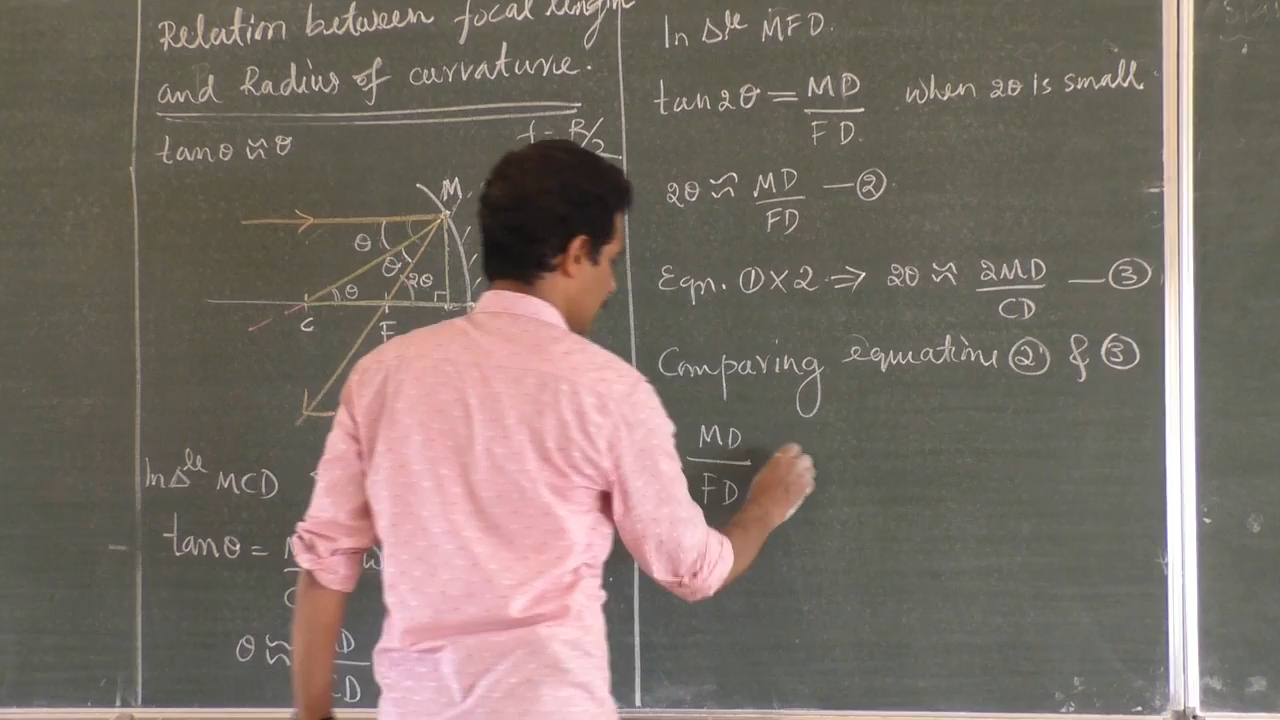 Relation between focal length
and Radius of curvature.
tanθ ≈ θ
R/2
M
θ
θ
2θ
θ
C
F
In Δle MCD
tanθ =
θ ≈
In Δle MFD.
tan2θ = MD/FD. when 2θ is small
2θ ≈ MD/FD —②
Eqn. ①×2 ⇒ 2θ ≈ 2MD/CD —③
Comparing equations ② & ③
MD/FD